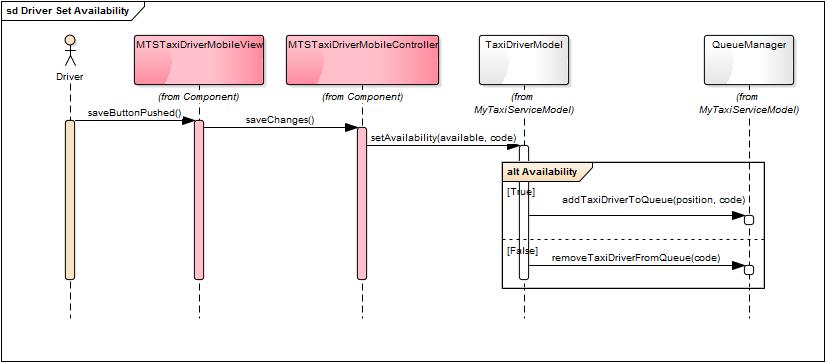 sd Driver Set Availability
MTSTaxiDriverMobileView
MTSTaxiDriverMobileController
TaxiDriverModel
QueueManager
Driver
(from Component)
(from Component)
(from
MyTaxiServiceModel)
(from
MyTaxiServiceModel)
saveButtonPushed()
saveChanges()
setAvailability(available, code)
alt Availability
[True]
addTaxiDriverToQueue(position, code)
[False]
removeTaxiDriverFromQueue(code)